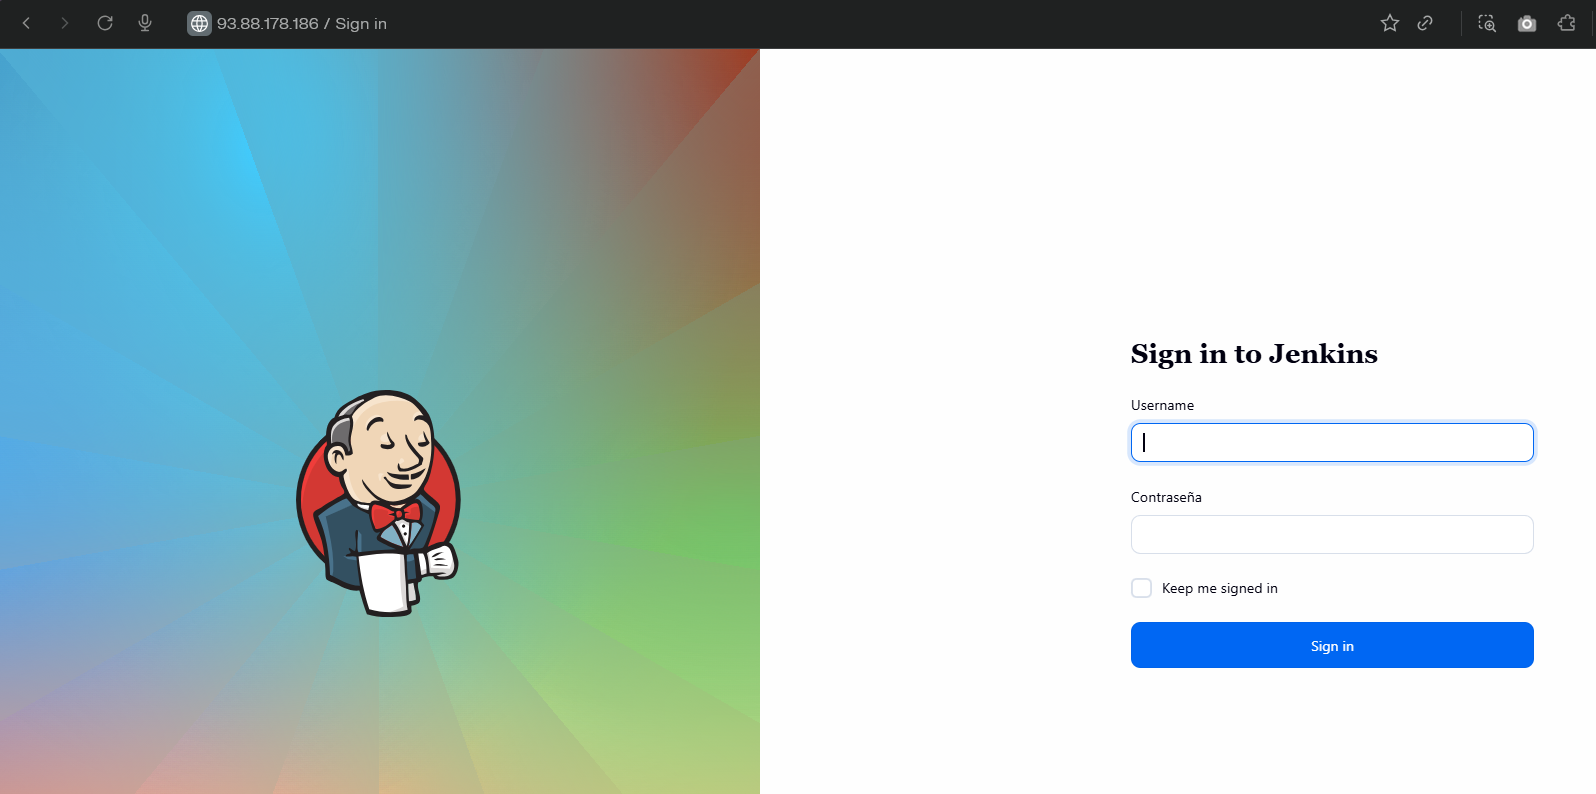 93.88.178.186 / Sign in
Sign in to Jenkins
Username
Contraseña
Keep me signed in
Sign in